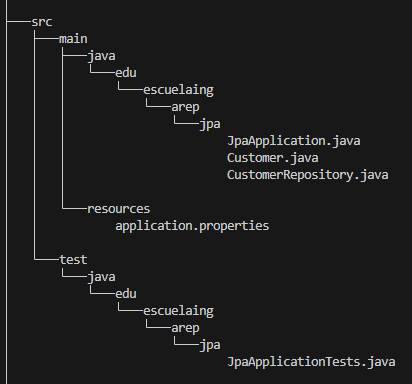 src
main
java
edu
escuelaing
arep
jpa
JpaApplication.java
Customer.java
CustomerRepository.java
resources
application.properties
test
java
edu
escuelaing
arep
jpa
JpaApplicationTests.java